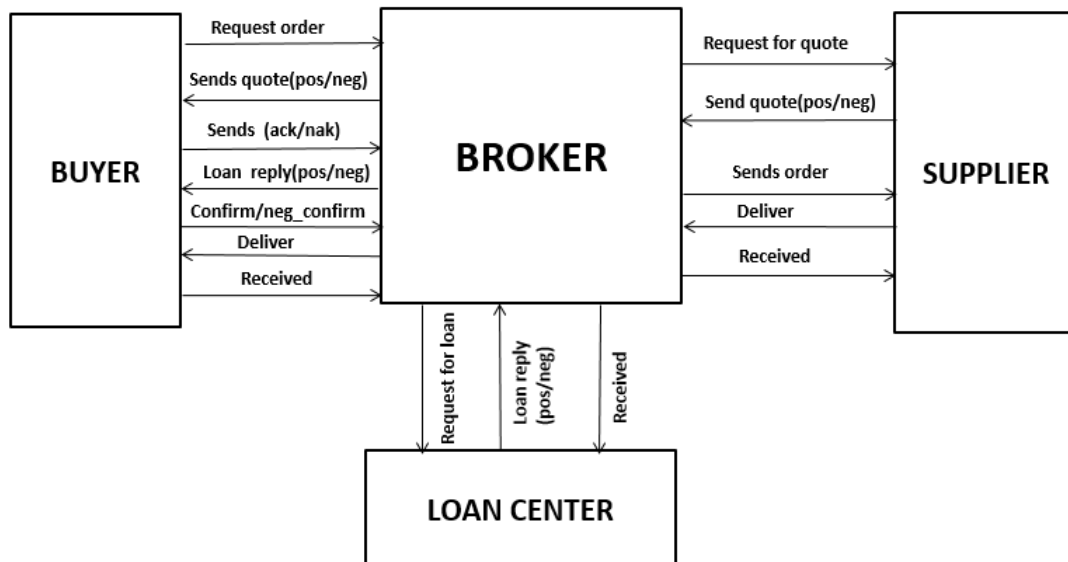 Request order
Sends quote(pos/neg)
Sends (ack/nak)
BUYER
Loan reply(pos/neg)
Confirm/neg_confirm
Deliver
Received
BROKER
Request for quote
Send quote(pos/neg)
Sends order
Deliver
Received
SUPPLIER
Request for loan
Loan reply
(pos/neg)
Received
LOAN CENTER